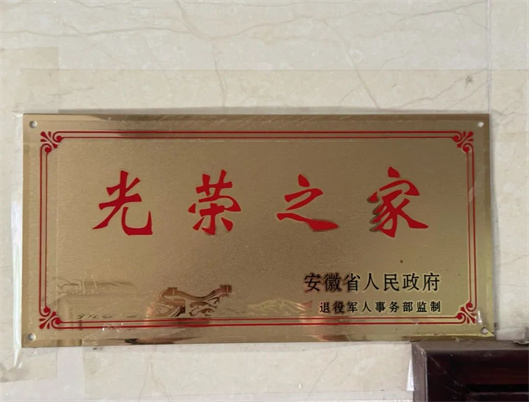 光荣之家
安徽省人民政府
退役军人事务部监制